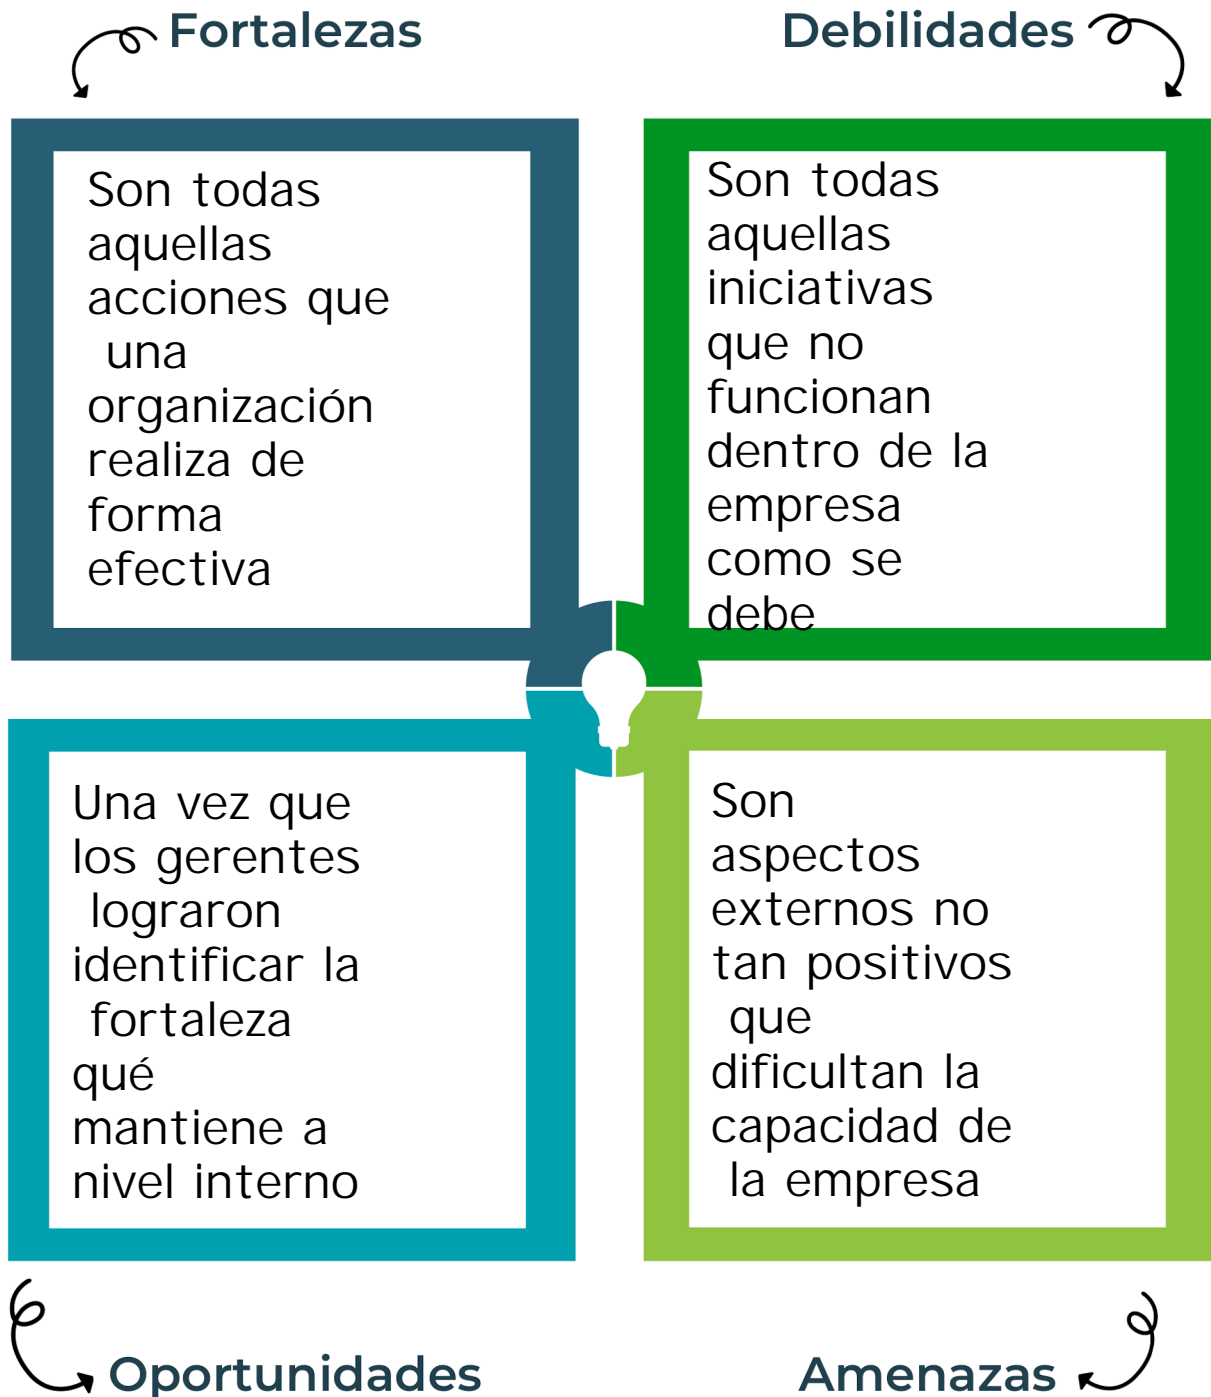 Fortalezas
Son todas
aquellas
acciones que
una
organización
realiza de
forma
efectiva
Debilidades
Son todas
aquellas
iniciativas
que no
funcionan
dentro de la
empresa
como se
debe
Una vez que
los gerentes
lograron
identificar la
fortaleza
qué
mantiene a
nivel interno
Oportunidades
Son
aspectos
externos no
tan positivos
que
dificultan la
capacidad de
la empresa
Amenazas